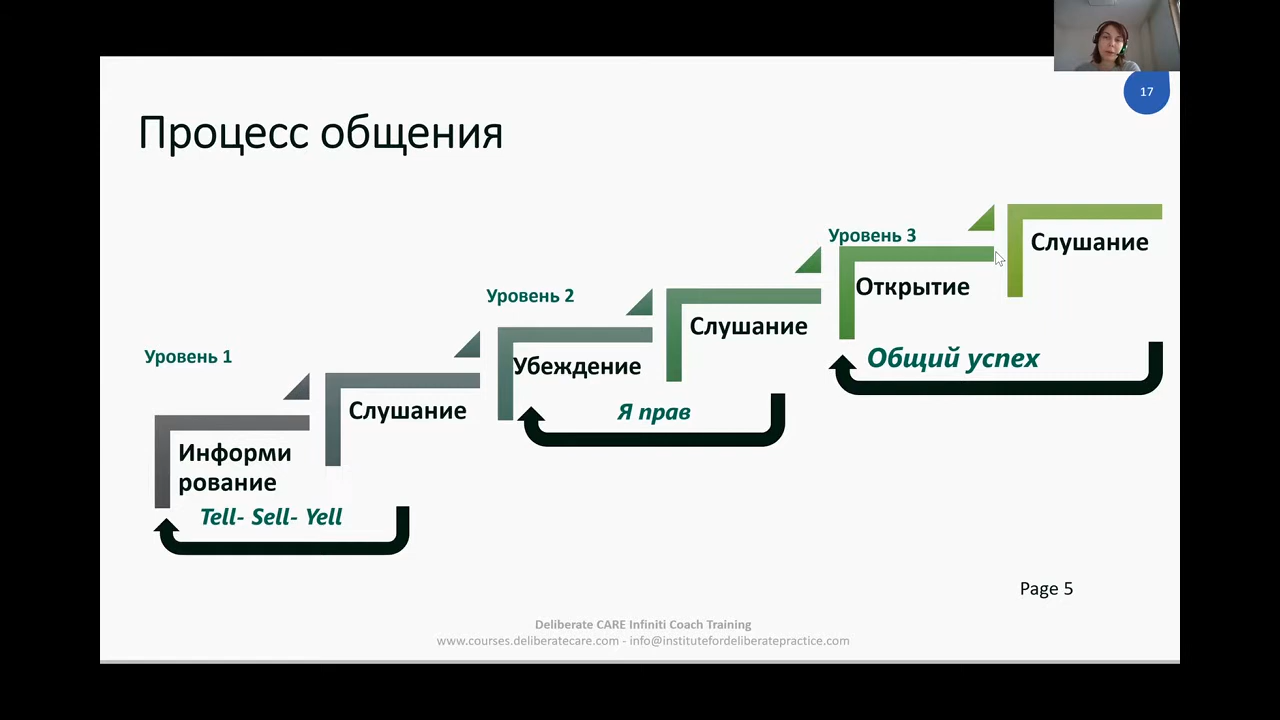 17
Процесс общения
Уровень 1
Информи
рование
Tell- Sell- Yell
Слушание
Уровень 2
Убеждение
Я прав
Слушание
Уровень 3
Открытие
Общий успех
Слушание
Page 5
Deliberate CARE Infiniti Coach Training
www.courses.deliberatecare.com - info@institutefordeliberatepractice.com